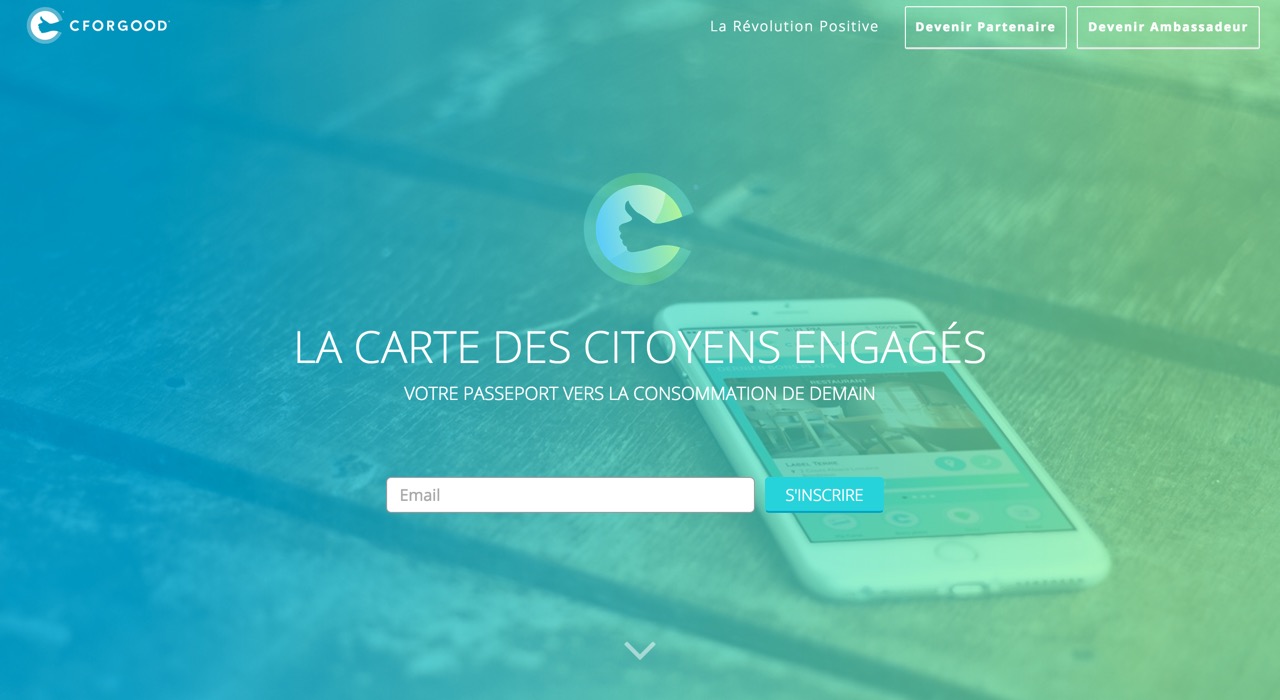 CFORGOOD
La Révolution Positive
Devenir Partenaire
Devenir Ambassadeur
LA CARTE DES CITOYENS ENGAGÉS
VOTRE PASSEPORT VERS LA CONSOMMATION DE DEMAIN
RESTAURANT
Email
S'INSCRIRE